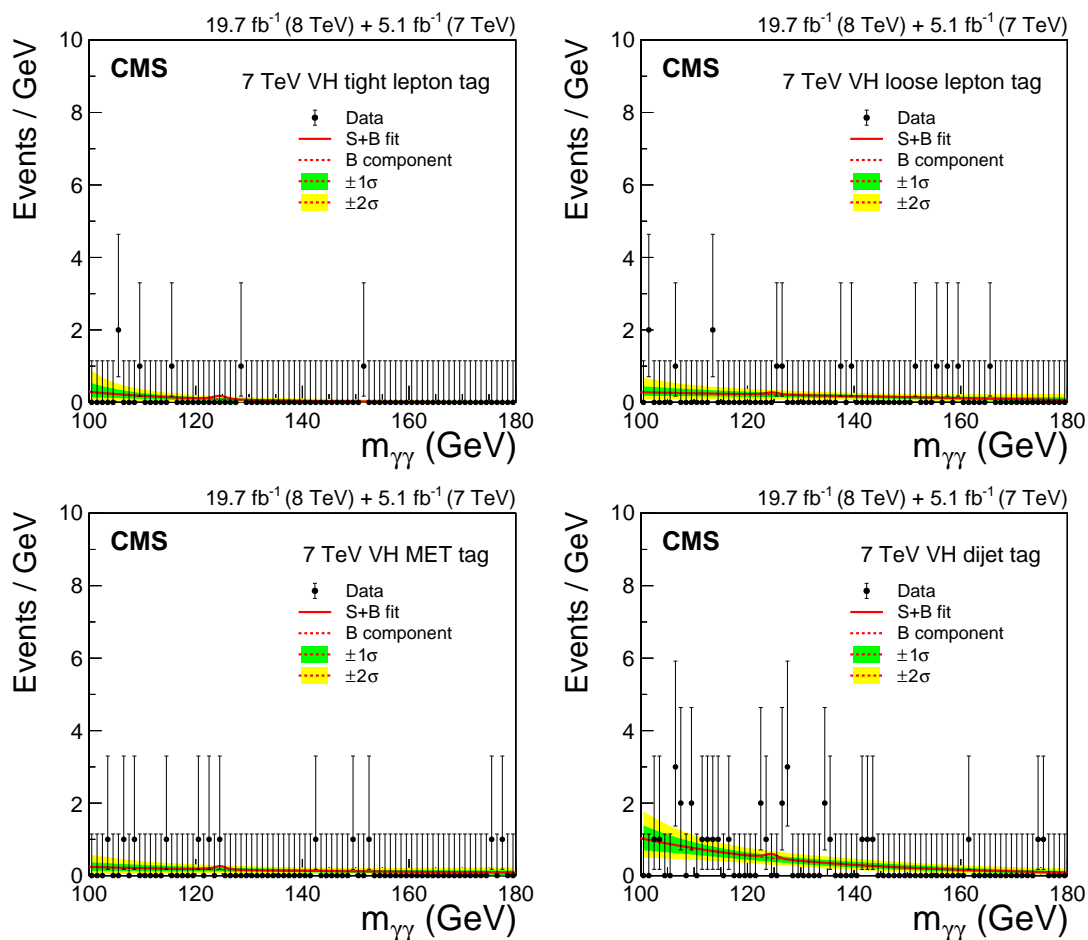 19.7 fb⁻¹ (8 TeV) + 5.1 fb⁻¹ (7 TeV)
Events / GeV
10
8
6
4
2
0
CMS
7 TeV VH tight lepton tag
Data
S+B fit
B component
±1σ
±2σ
100 120 140 160 180
mγγ (GeV)
19.7 fb⁻¹ (8 TeV) + 5.1 fb⁻¹ (7 TeV)
Events / GeV
10
8
6
4
2
0
CMS
7 TeV VH loose lepton tag
Data
S+B fit
B component
±1σ
±2σ
100 120 140 160 180
mγγ (GeV)
19.7 fb⁻¹ (8 TeV) + 5.1 fb⁻¹ (7 TeV)
Events / GeV
10
8
6
4
2
0
CMS
7 TeV VH MET tag
Data
S+B fit
B component
±1σ
±2σ
100 120 140 160 180
mγγ (GeV)
19.7 fb⁻¹ (8 TeV) + 5.1 fb⁻¹ (7 TeV)
Events / GeV
10
8
6
4
2
0
CMS
7 TeV VH dijet tag
Data
S+B fit
B component
±1σ
±2σ
100 120 140 160 180
mγγ (GeV)